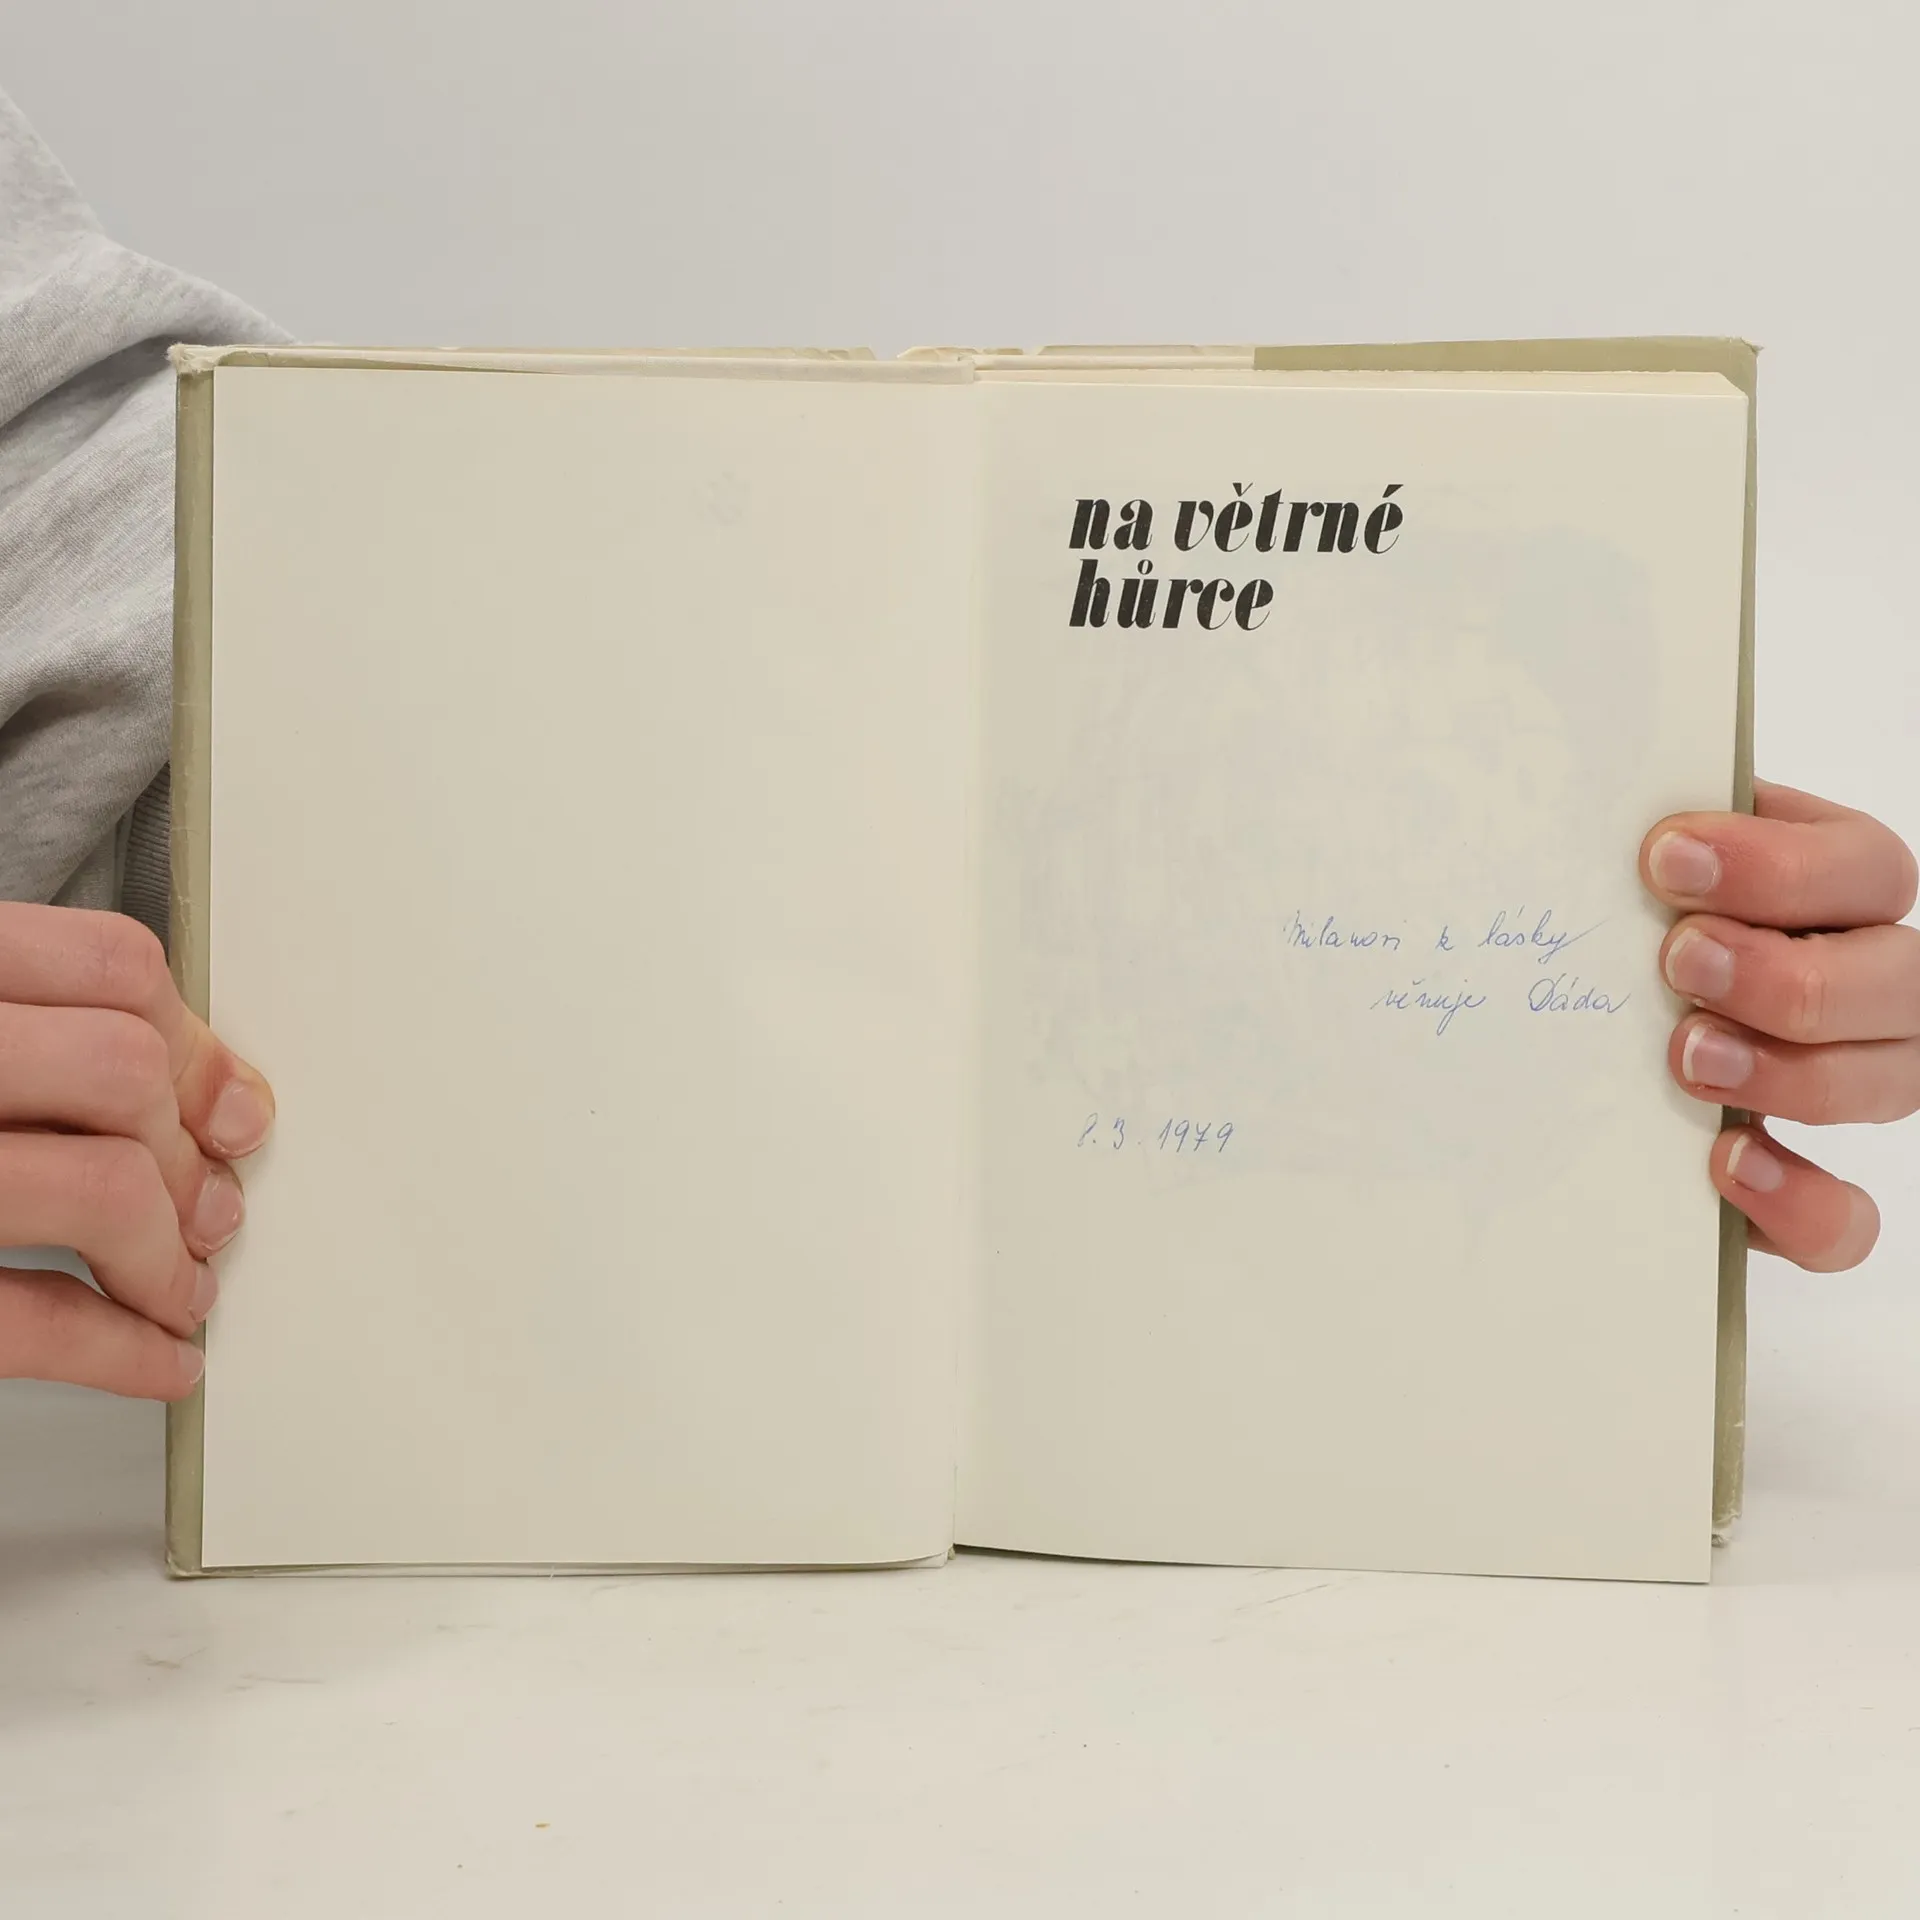 na větrné
hůrce
Milanovi z lásky
věnuje Dáda
8. 3. 1979